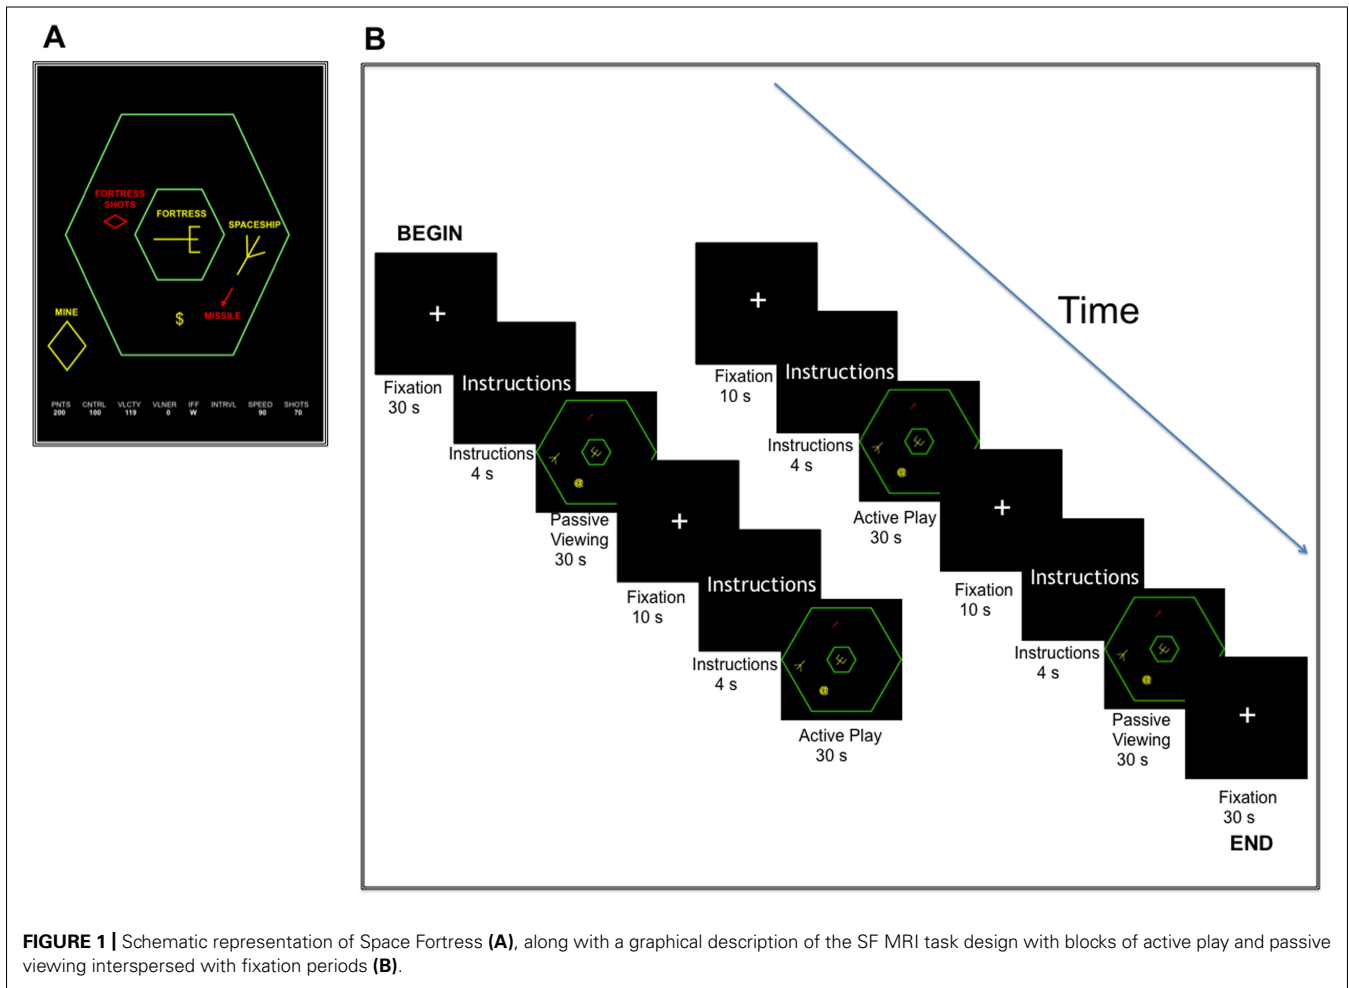 A
FORTRESS
SHOTS
FORTRESS
SPACESHIP
MINE
$
MISSILE
PNTS CNTRL VLCTY VLNER IFF INTRVL SPEED SHOTS
200 100 119 0 W 90 70
B
Time
BEGIN
Fixation
30 s
Instructions
Instructions
4 s
@
Passive
Viewing
30 s
Fixation
10 s
Instructions
Instructions
4 s
@
Active Play
30 s
Fixation
10 s
Instructions
Instructions
4 s
@
Active Play
30 s
Fixation
10 s
Instructions
Instructions
4 s
@
Passive
Viewing
30 s
Fixation
30 s
END
FIGURE 1 | Schematic representation of Space Fortress (A), along with a graphical description of the SF MRI task design with blocks of active play and passive
viewing interspersed with fixation periods (B).